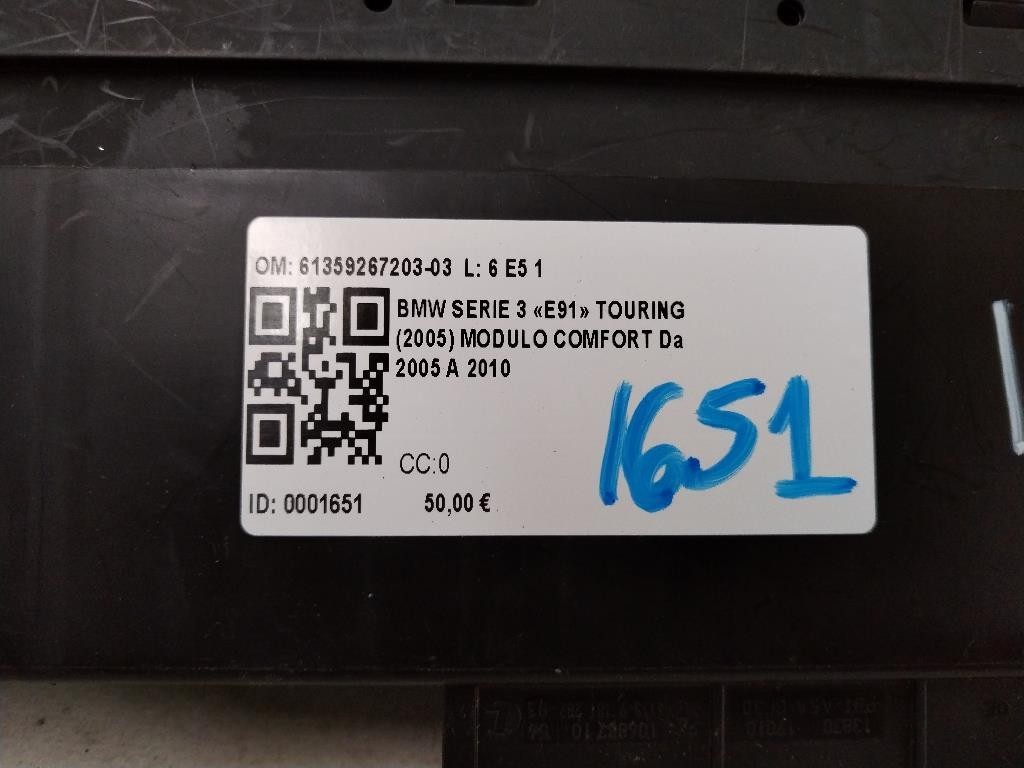 OM: 61359267203-03 L: 6 E5 1
BMW SERIE 3 «E91» TOURING
(2005) MODULO COMFORT Da
2005 A 2010
CC:0
ID: 0001651 50,00 €
1651